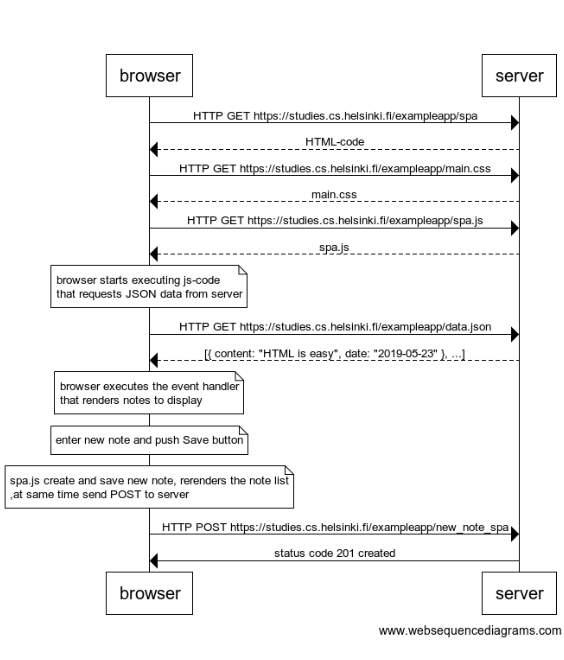 browser
server
HTTP GET https://studies.cs.helsinki.fi/exampleapp/spa
HTML-code
HTTP GET https://studies.cs.helsinki.fi/exampleapp/main.css
main.css
HTTP GET https://studies.cs.helsinki.fi/exampleapp/spa.js
spa.js
browser starts executing js-code
that requests JSON data from server
HTTP GET https://studies.cs.helsinki.fi/exampleapp/data.json
[{ content: "HTML is easy", date: "2019-05-23" }, ...]
browser executes the event handler
that renders notes to display
enter new note and push Save button
spa.js create and save new note, rerenders the note list
,at same time send POST to server
HTTP POST https://studies.cs.helsinki.fi/exampleapp/new_note_spa
status code 201 created
browser
server
www.websequencediagrams.com